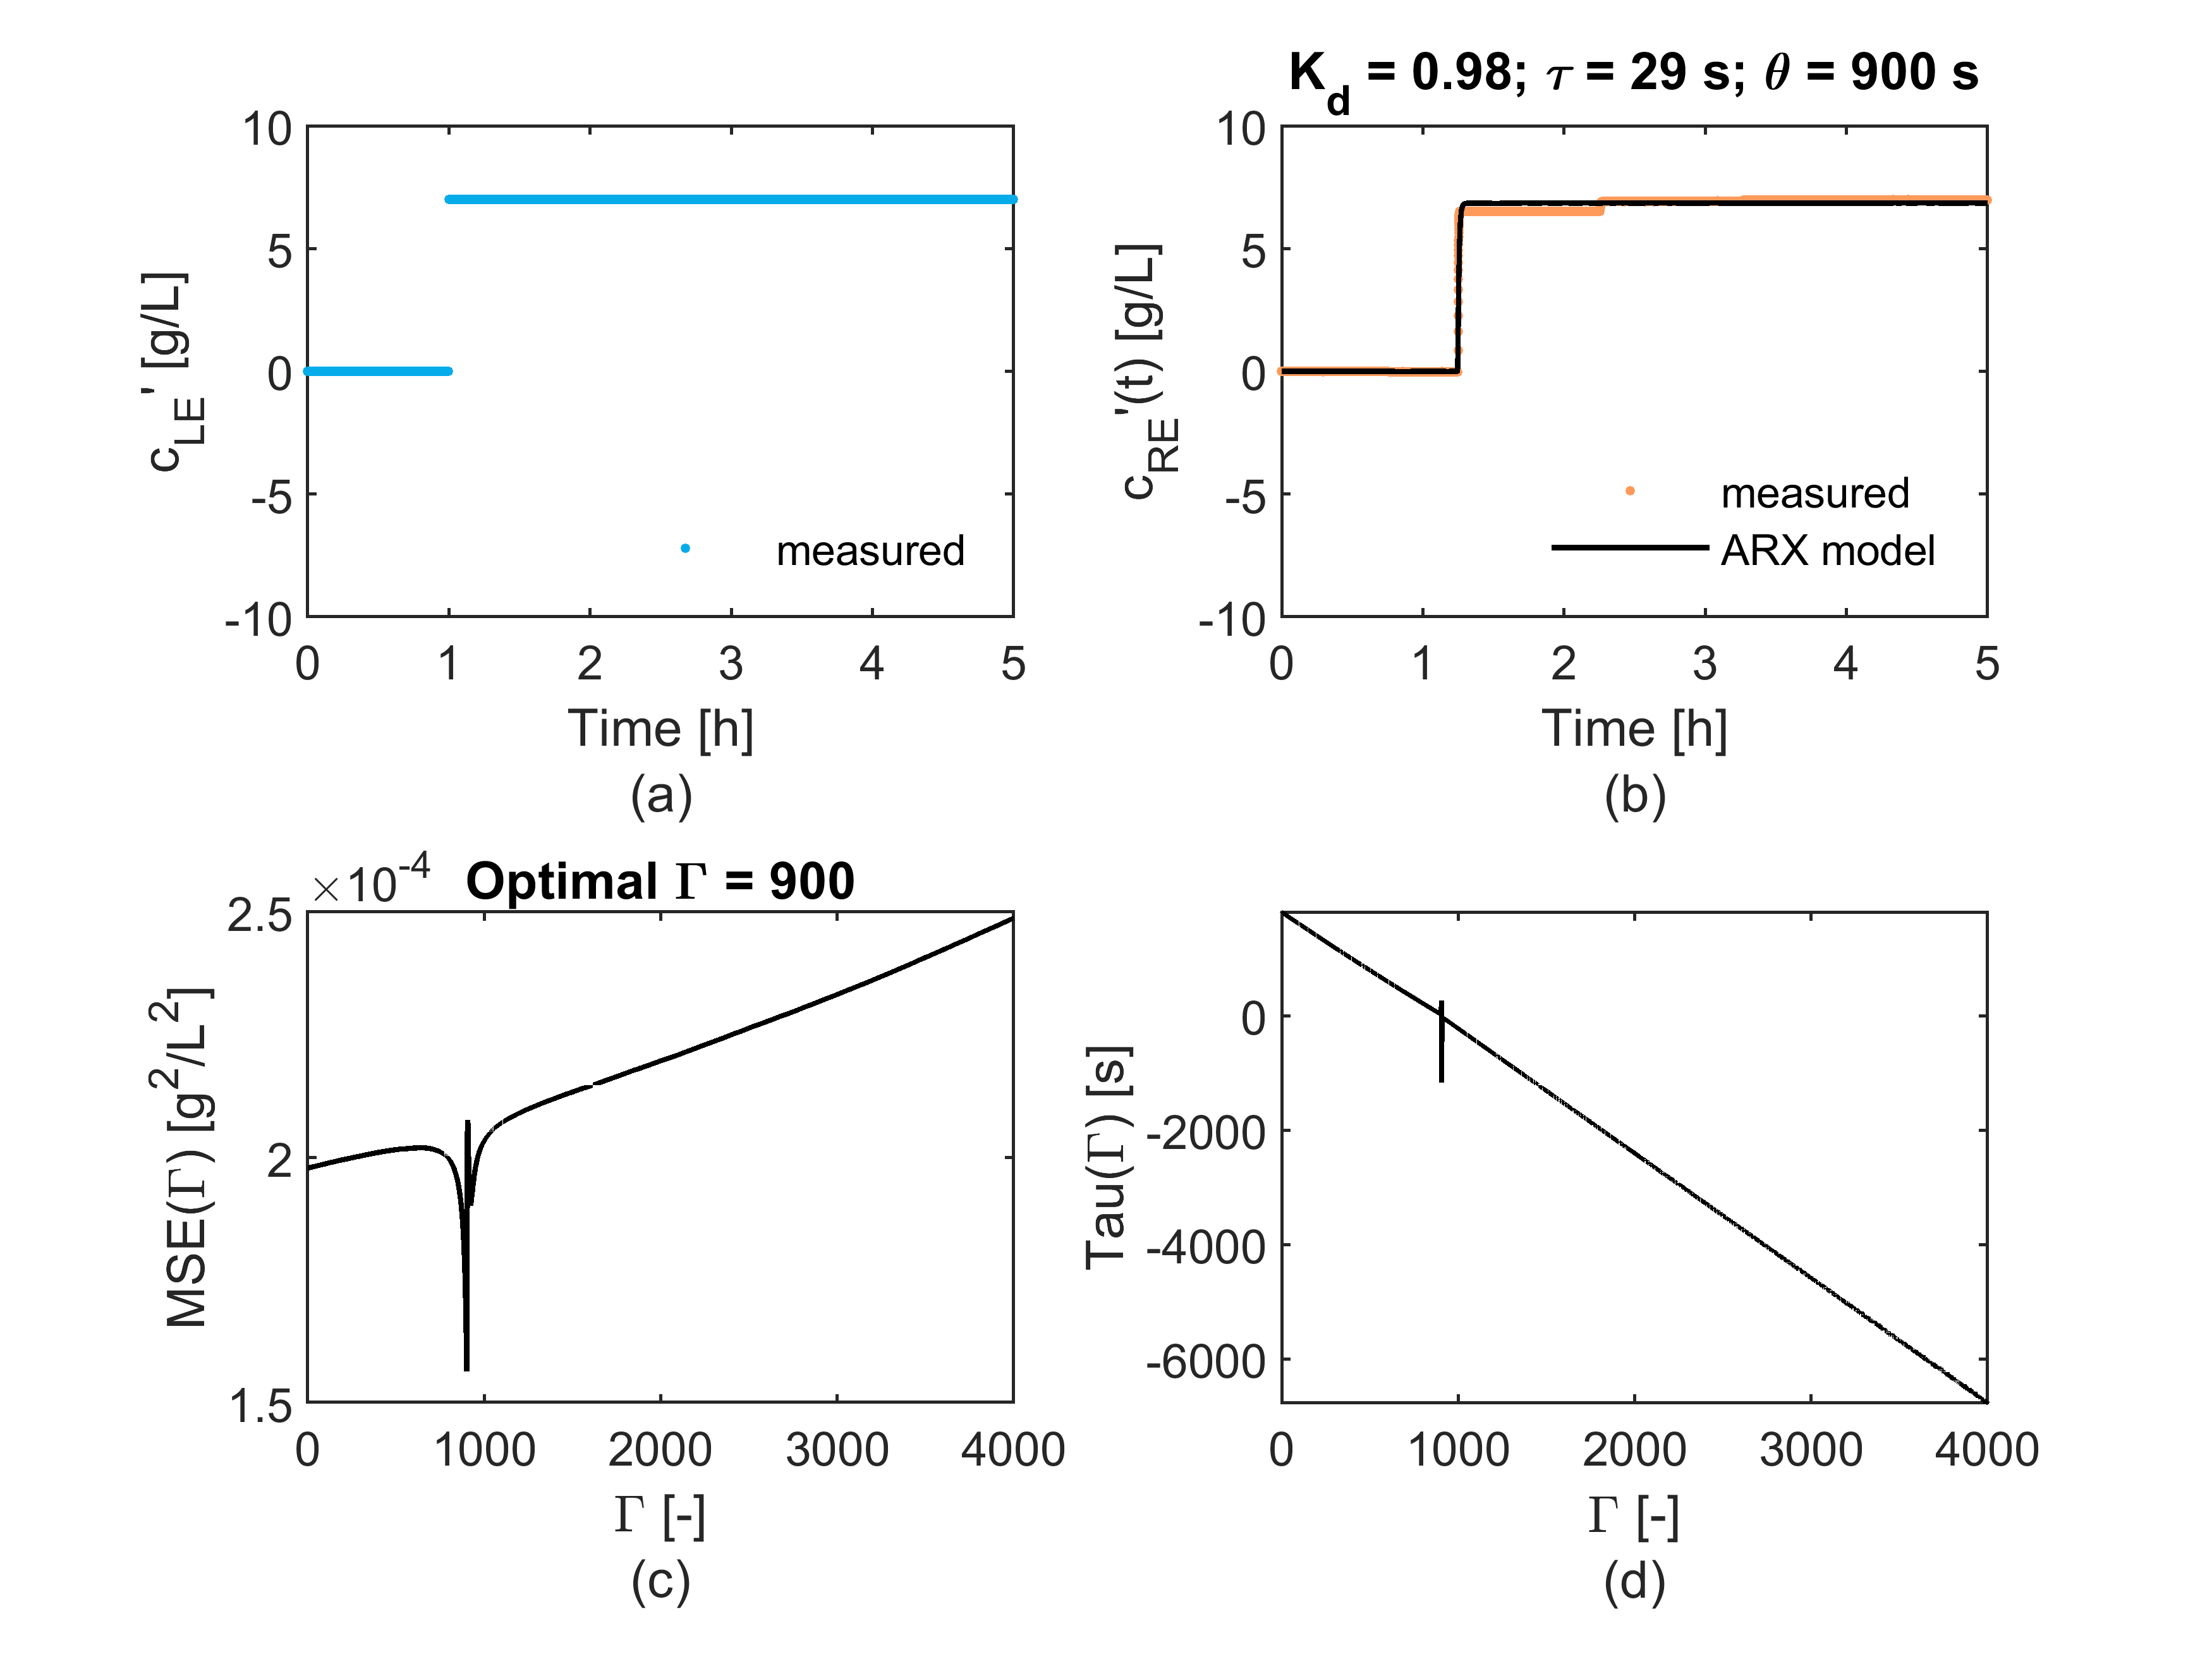 10
5
0
-5
-10
c_LE' [g/L]
measured
0 1 2 3 4 5
Time [h]
(a)
K_d = 0.98; τ = 29 s; θ = 900 s
10
5
0
-5
-10
c_RE'(t) [g/L]
measured
ARX model
0 1 2 3 4 5
Time [h]
(b)
×10^-4
Optimal Γ = 900
2.5
2
1.5
MSE(Γ) [g^2/L^2]
0 1000 2000 3000 4000
Γ [-]
(c)
0
-2000
-4000
-6000
Tau(Γ) [s]
0 1000 2000 3000 4000
Γ [-]
(d)